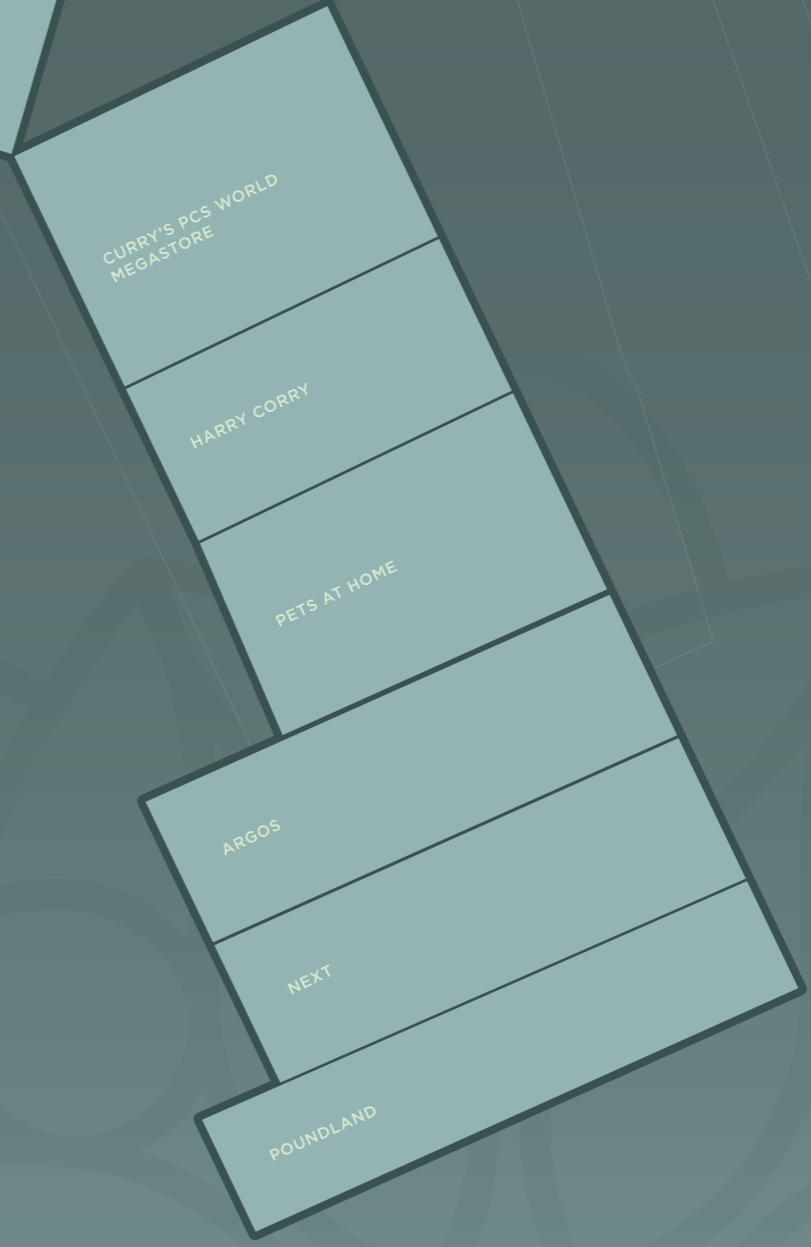 CURRY'S PCS WORLD
MEGASTORE
HARRY CORRY
PETS AT HOME
ARGOS
NEXT
POUNDLAND